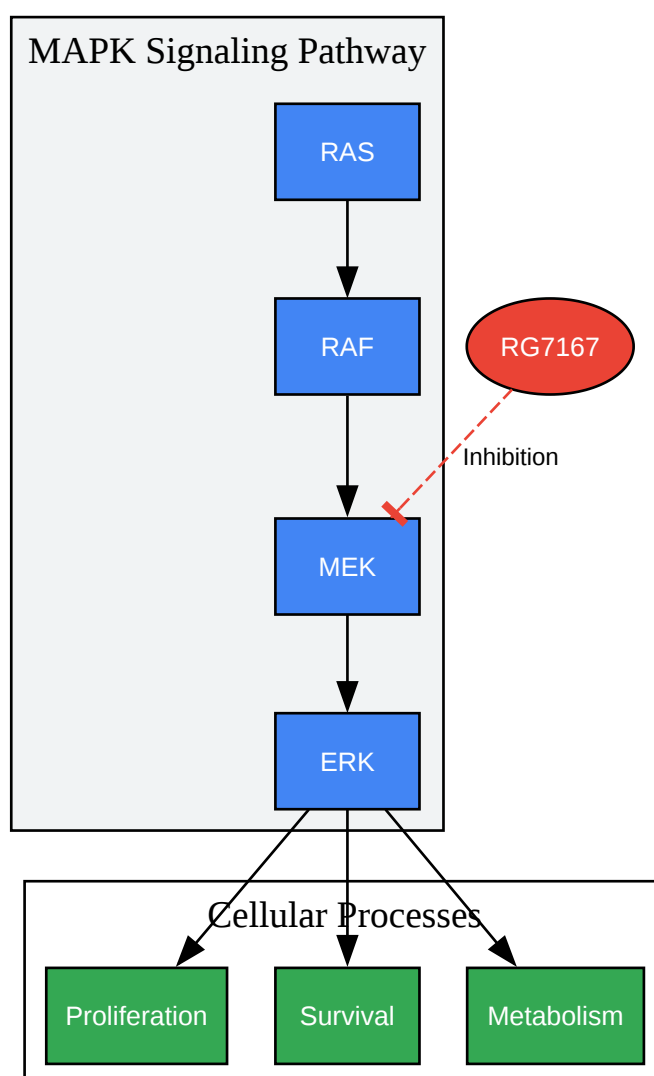 MAPK Signaling Pathway
RAS
RAF
RG7167
Inhibition
MEK
ERK
Cellular Processes
Proliferation
Survival
Metabolism